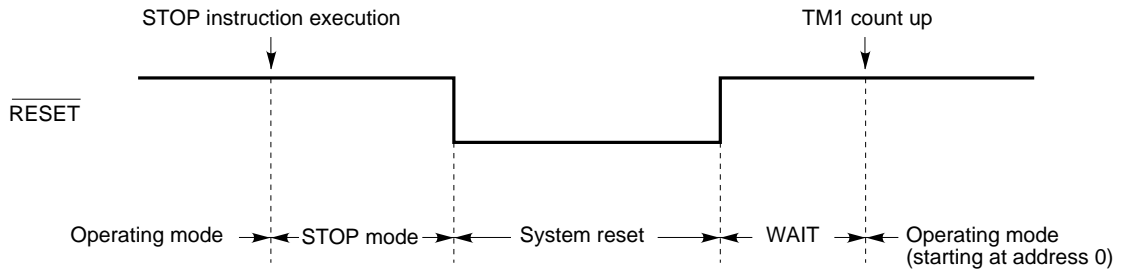 STOP instruction execution
TM1 count up
RESET
Operating mode
STOP mode
System reset
WAIT
Operating mode
(starting at address 0)